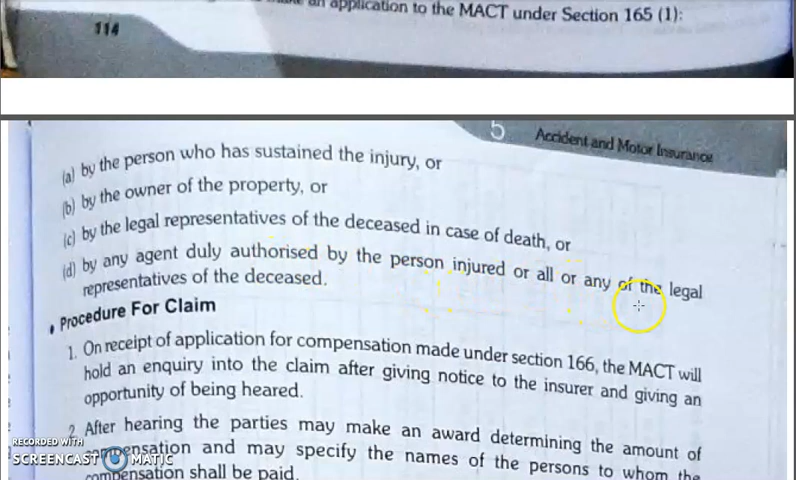 an application to the MACT under Section 165 (1):
114
5 Accident and Motor Insurance
(a) by the person who has sustained the injury, or
(b) by the owner of the property, or
(c) by the legal representatives of the deceased in case of death, or
(d) by any agent duly authorised by the person injured or all or any of the legal
representatives of the deceased.
• Procedure For Claim
1. On receipt of application for compensation made under section 166, the MACT will
hold an enquiry into the claim after giving notice to the insurer and giving an
opportunity of being heard.
2. After hearing the parties may make an award determining the amount of
compensation and may specify the names of the persons to whom the
compensation shall be paid.
RECORDED WITH
SCREENCAST MATIC